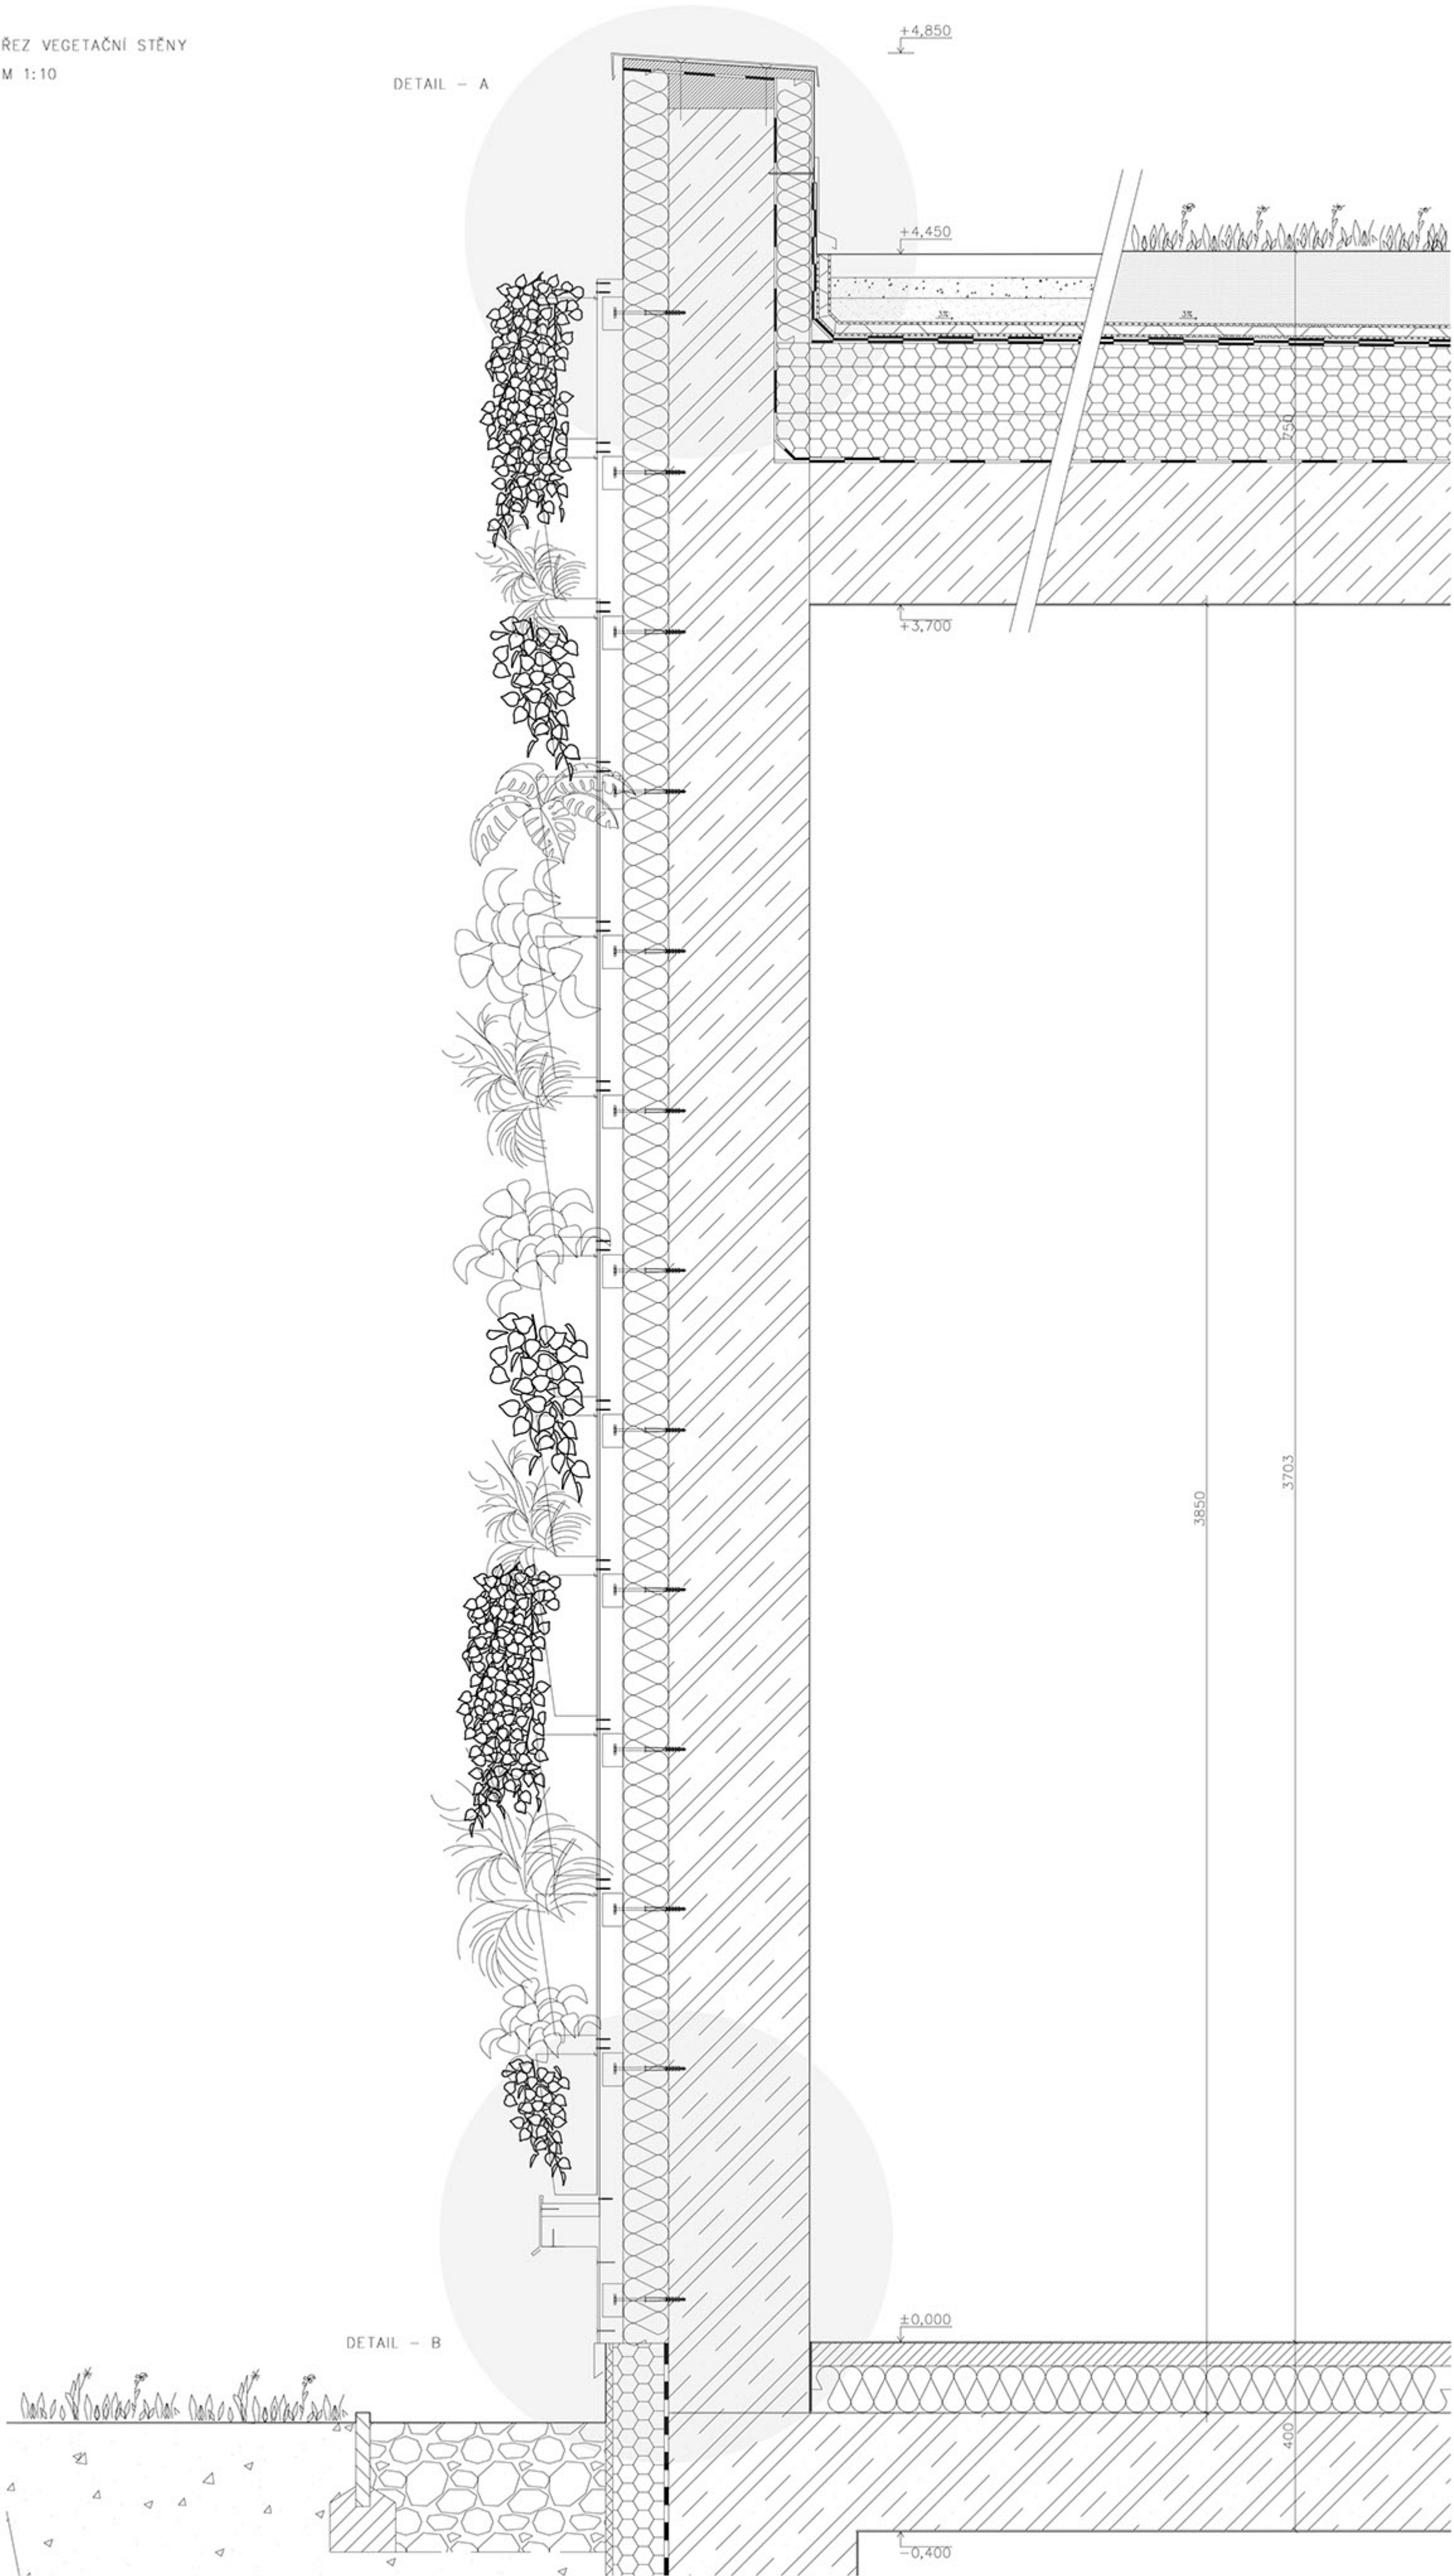 ŘEZ VEGETAČNÍ STĚNY
M 1:10
DETAIL - A
+4,850
+4,450
3%
3%
750
+3,700
3850
3703
±0,000
DETAIL - B
400
-0,400